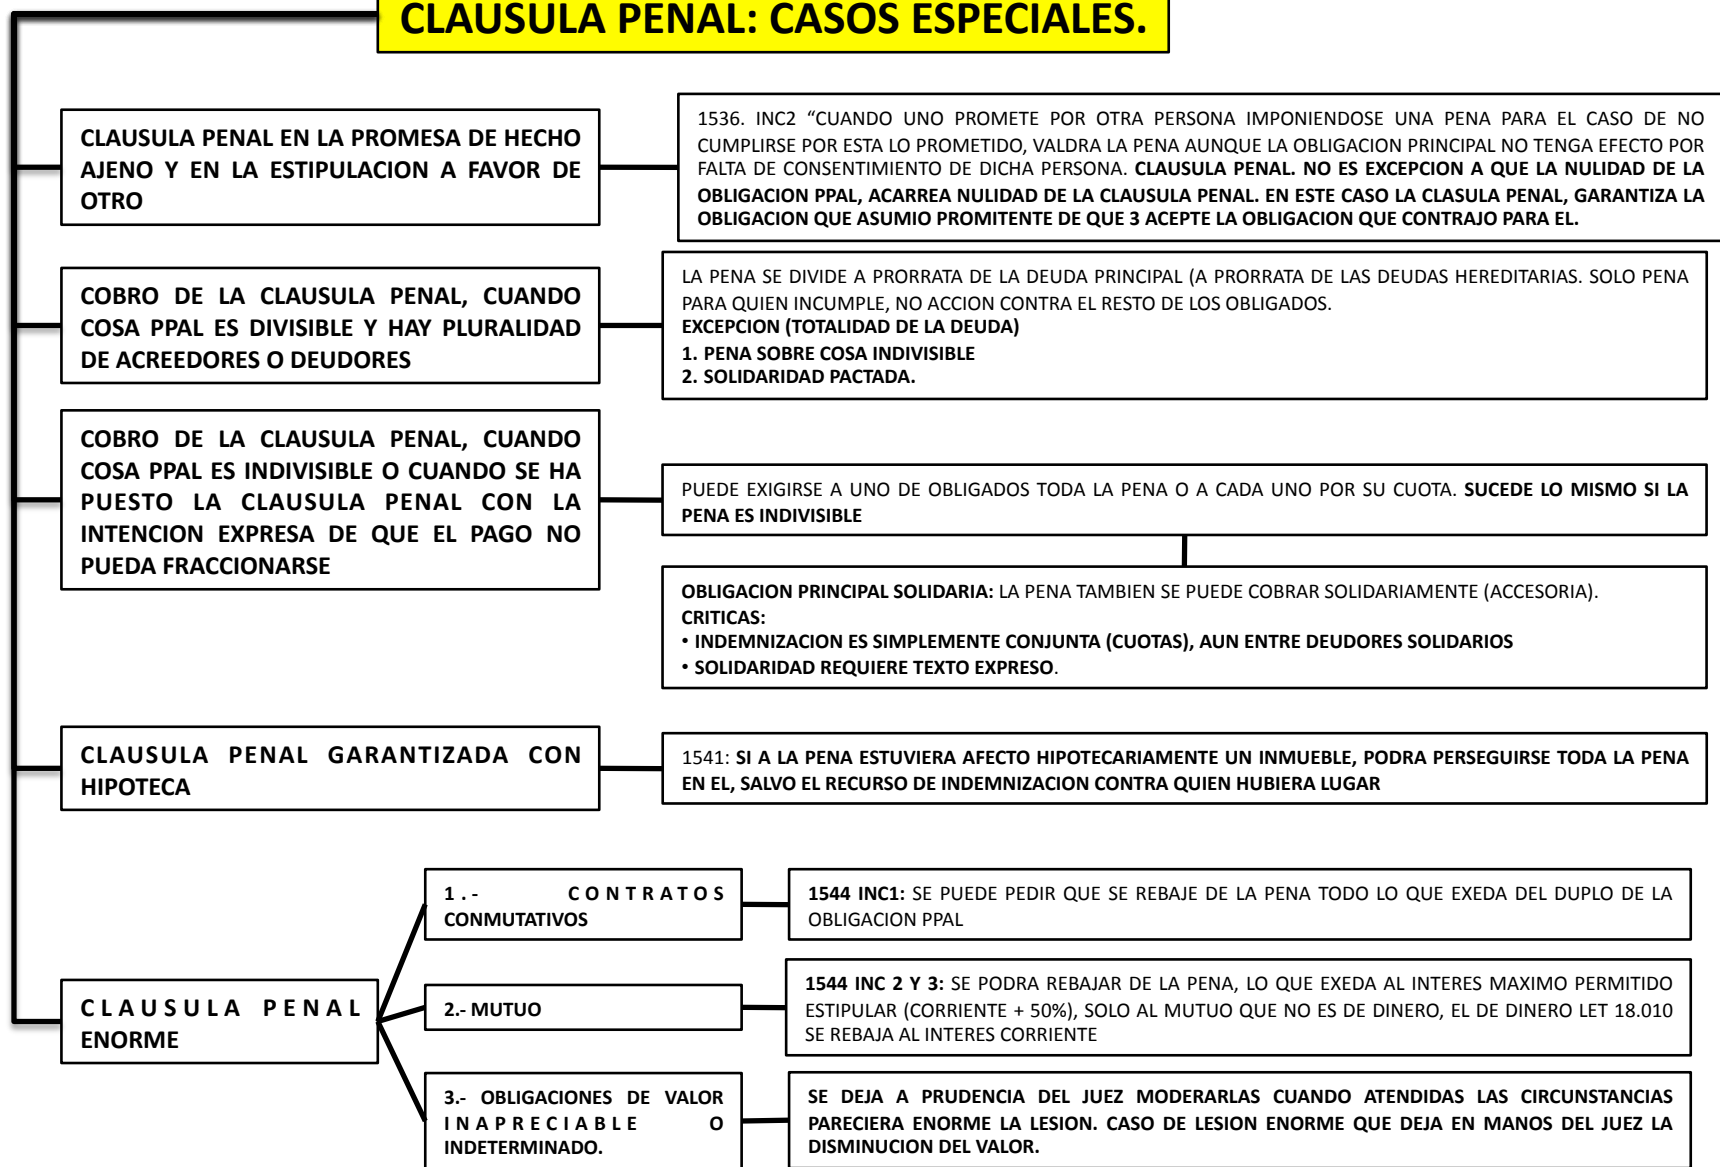 CLAUSULA PENAL: CASOS ESPECIALES.
CLAUSULA PENAL EN LA PROMESA DE HECHO
AJENO Y EN LA ESTIPULACION A FAVOR DE
OTRO
1536. INC2 “CUANDO UNO PROMETE POR OTRA PERSONA IMPONIENDOSE UNA PENA PARA EL CASO DE NO
CUMPLIRSE POR ESTA LO PROMETIDO, VALDRA LA PENA AUNQUE LA OBLIGACION PRINCIPAL NO TENGA EFECTO POR
FALTA DE CONSENTIMIENTO DE DICHA PERSONA. CLAUSULA PENAL. NO ES EXCEPCION A QUE LA NULIDAD DE LA
OBLIGACION PPAL, ACARREA NULIDAD DE LA CLAUSULA PENAL. EN ESTE CASO LA CLASULA PENAL, GARANTIZA LA
OBLIGACION QUE ASUMIO PROMITENTE DE QUE 3 ACEPTE LA OBLIGACION QUE CONTRAJO PARA EL.
COBRO DE LA CLAUSULA PENAL, CUANDO
COSA PPAL ES DIVISIBLE Y HAY PLURALIDAD
DE ACREEDORES O DEUDORES
LA PENA SE DIVIDE A PRORRATA DE LA DEUDA PRINCIPAL (A PRORRATA DE LAS DEUDAS HEREDITARIAS. SOLO PENA
PARA QUIEN INCUMPLE, NO ACCION CONTRA EL RESTO DE LOS OBLIGADOS.
EXCEPCION (TOTALIDAD DE LA DEUDA)
1. PENA SOBRE COSA INDIVISIBLE
2. SOLIDARIDAD PACTADA.
COBRO DE LA CLAUSULA PENAL, CUANDO
COSA PPAL ES INDIVISIBLE O CUANDO SE HA
PUESTO LA CLAUSULA PENAL CON LA
INTENCION EXPRESA DE QUE EL PAGO NO
PUEDA FRACCIONARSE
PUEDE EXIGIRSE A UNO DE OBLIGADOS TODA LA PENA O A CADA UNO POR SU CUOTA. SUCEDE LO MISMO SI LA
PENA ES INDIVISIBLE
OBLIGACION PRINCIPAL SOLIDARIA: LA PENA TAMBIEN SE PUEDE COBRAR SOLIDARIAMENTE (ACCESORIA).
CRITICAS:
• INDEMNIZACION ES SIMPLEMENTE CONJUNTA (CUOTAS), AUN ENTRE DEUDORES SOLIDARIOS
• SOLIDARIDAD REQUIERE TEXTO EXPRESO.
CLAUSULA PENAL GARANTIZADA CON
HIPOTECA
1541: SI A LA PENA ESTUVIERA AFECTO HIPOTECARIAMENTE UN INMUEBLE, PODRA PERSEGUIRSE TODA LA PENA
EN EL, SALVO EL RECURSO DE INDEMNIZACION CONTRA QUIEN HUBIERA LUGAR
CLAUSULA PENAL
ENORME
1.- CONTRATOS
CONMUTATIVOS
1544 INC1: SE PUEDE PEDIR QUE SE REBAJE DE LA PENA TODO LO QUE EXEDA DEL DUPLO DE LA
OBLIGACION PPAL
2.- MUTUO
1544 INC 2 Y 3: SE PODRA REBAJAR DE LA PENA, LO QUE EXEDA AL INTERES MAXIMO PERMITIDO
ESTIPULAR (CORRIENTE + 50%), SOLO AL MUTUO QUE NO ES DE DINERO, EL DE DINERO LET 18.010
SE REBAJA AL INTERES CORRIENTE
3.- OBLIGACIONES DE VALOR
INAPRECIABLE O
INDETERMINADO.
SE DEJA A PRUDENCIA DEL JUEZ MODERARLAS CUANDO ATENDIDAS LAS CIRCUNSTANCIAS
PARECIERA ENORME LA LESION. CASO DE LESION ENORME QUE DEJA EN MANOS DEL JUEZ LA
DISMINUCION DEL VALOR.